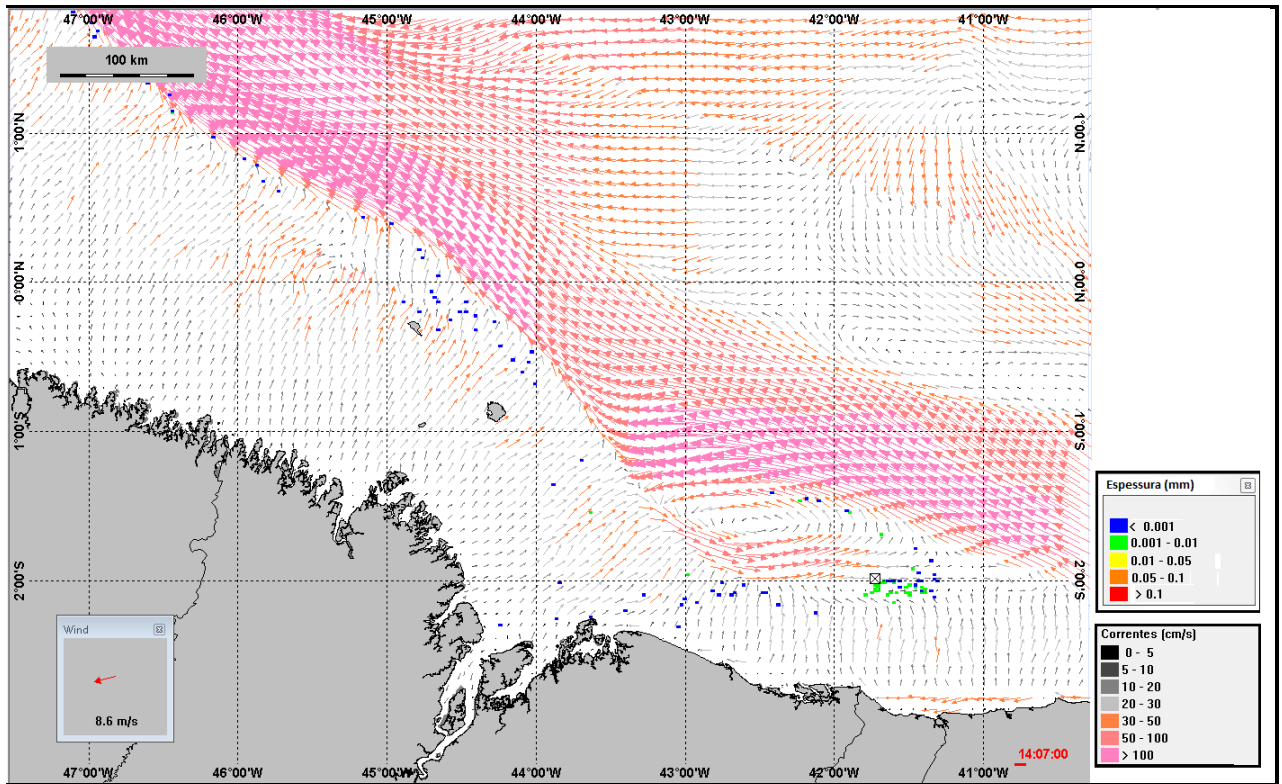 47°00'W 46°00'W 45°00'W 44°00'W 43°00'W 42°00'W 41°00'W
100 km
1°00'N 1°00'N
0°00'N 0°00'N
1°00'S 1°00'S
2°00'S 2°00'S
Espessura (mm)
< 0.001
0.001 - 0.01
0.01 - 0.05
0.05 - 0.1
> 0.1
Wind
8.6 m/s
Correntes (cm/s)
0 - 5
5 - 10
10 - 20
20 - 30
30 - 50
50 - 100
> 100
14:07:00
47°00'W 46°00'W 45°00'W 44°00'W 43°00'W 42°00'W 41°00'W